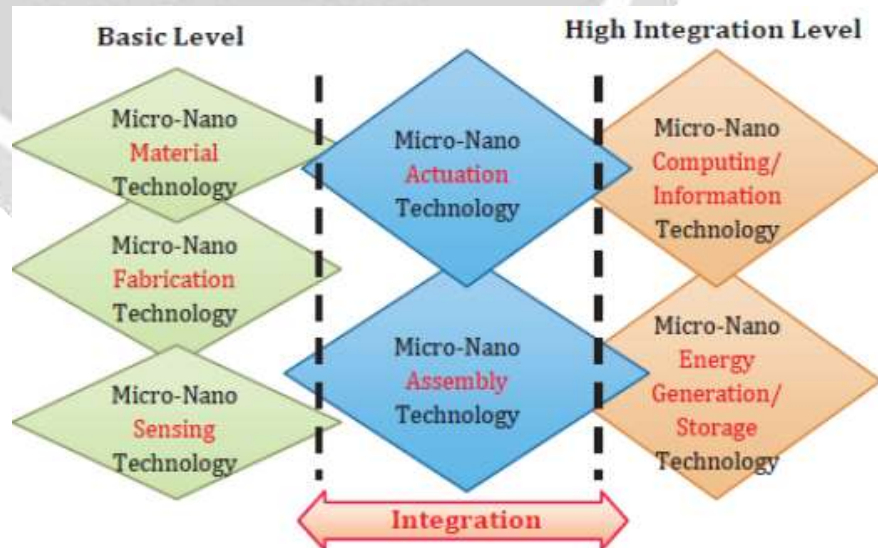 Basic Level
High Integration Level
Micro-Nano
Material
Technology
Micro-Nano
Fabrication
Technology
Micro-Nano
Sensing
Technology
Micro-Nano
Actuation
Technology
Micro-Nano
Assembly
Technology
Micro-Nano
Computing/
Information
Technology
Micro-Nano
Energy
Generation/
Storage
Technology
Integration